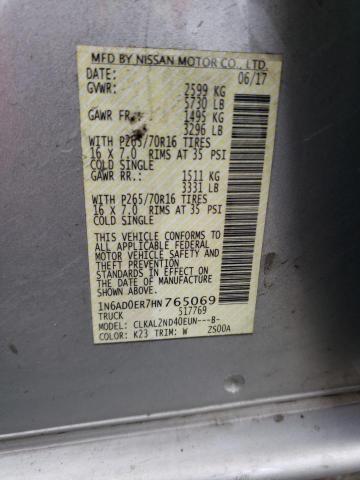 MFD BY NISSAN MOTOR CO., LTD.
DATE: 06/17
GVWR: 2599 KG
5730 LB
GAWR FR.: 1495 KG
3296 LB
WITH P265/70R16 TIRES
16 X 7.0 RIMS AT 35 PSI
COLD SINGLE
GAWR RR.: 1511 KG
3331 LB
WITH P265/70R16 TIRES
16 X 7.0 RIMS AT 35 PSI
COLD SINGLE
THIS VEHICLE CONFORMS TO
ALL APPLICABLE FEDERAL
MOTOR VEHICLE SAFETY
STANDARDS IN EFFECT ON
THE DATE OF MANUFACTURE
SHOWN ABOVE.
1N6AD0ER7HN765069
TRUCK 517769
MODEL: CLKAL2ND40EUN---B-
COLOR: K23 TRIM: W ZS00A